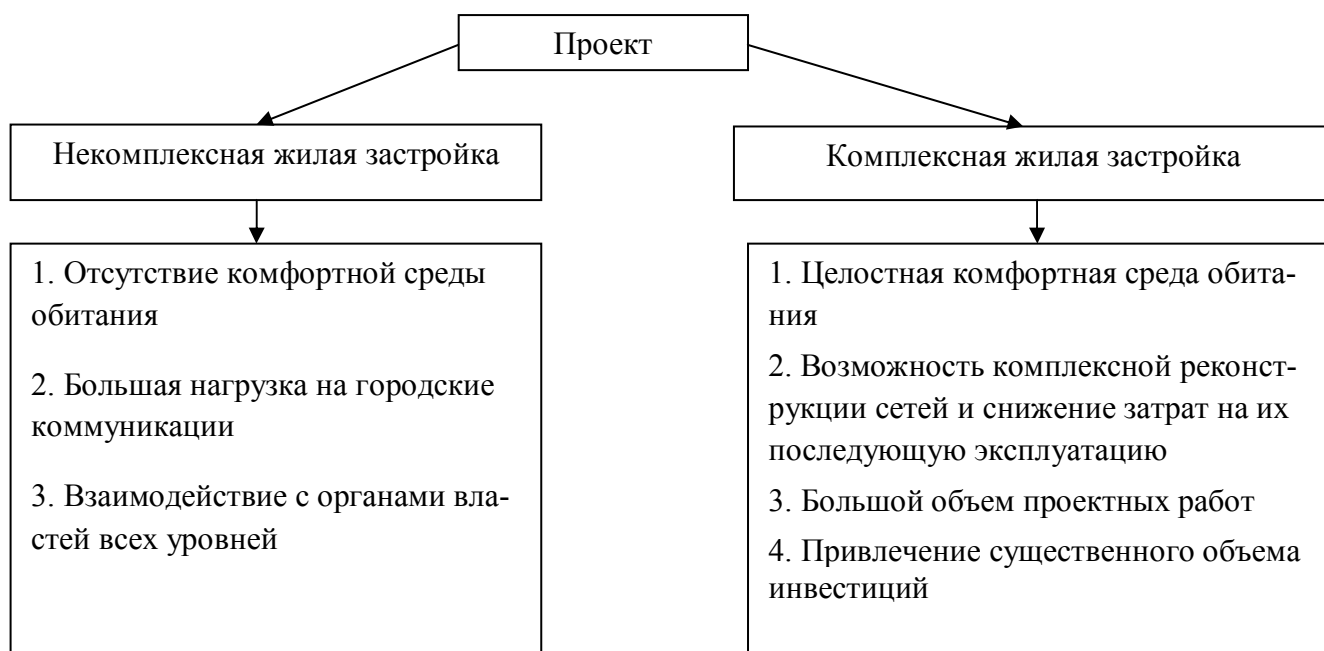 Проект
Некомплексная жилая застройка
Комплексная жилая застройка
1. Отсутствие комфортной среды
обитания
2. Большая нагрузка на городские
коммуникации
3. Взаимодействие с органами вла-
стей всех уровней
1. Целостная комфортная среда обита-
ния
2. Возможность комплексной реконст-
рукции сетей и снижение затрат на их
последующую эксплуатацию
3. Большой объем проектных работ
4. Привлечение существенного объема
инвестиций